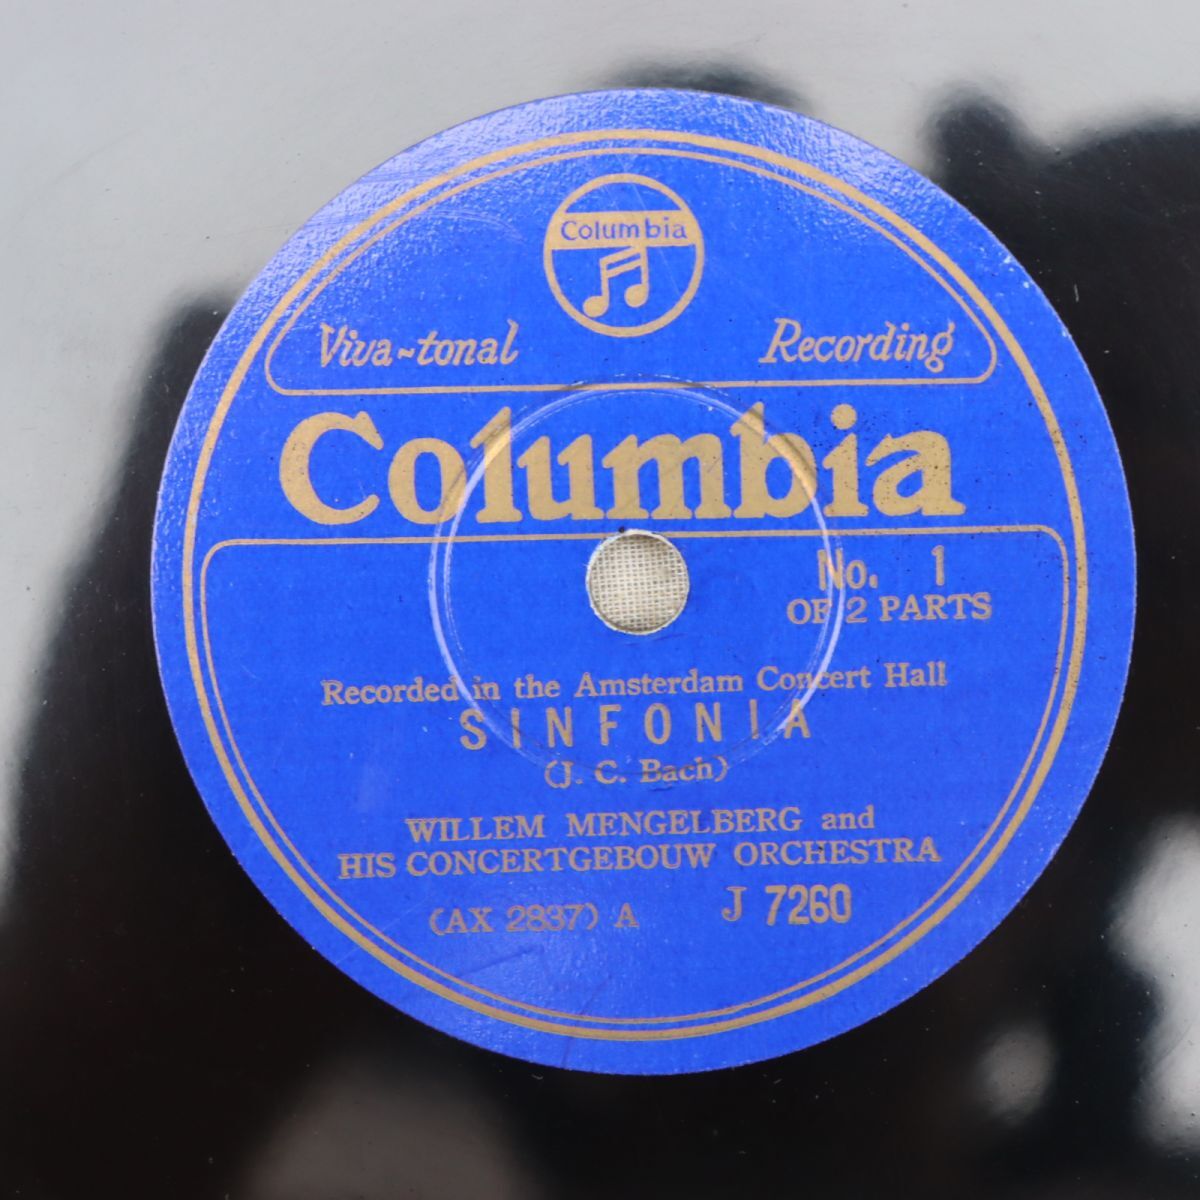 Columbia
Viva-tonal Recording
Columbia
No. 1
OF 2 PARTS
Recorded in the Amsterdam Concert Hall
SINFONIA
(J. C. Bach)
WILLEM MENGELBERG and
HIS CONCERTGEBOUW ORCHESTRA
(AX 2837) A J 7260